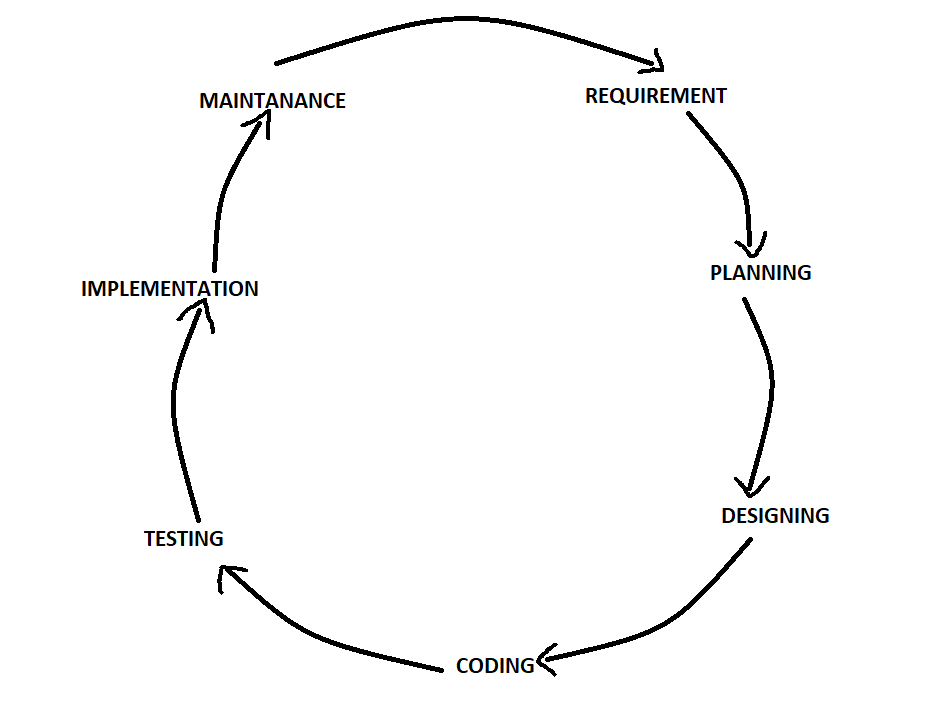 MAINTANANCE
REQUIREMENT
PLANNING
DESIGNING
CODING
TESTING
IMPLEMENTATION